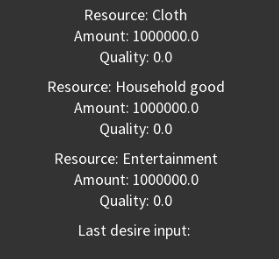 Resource: Cloth
Amount: 1000000.0
Quality: 0.0
Resource: Household good
Amount: 1000000.0
Quality: 0.0
Resource: Entertainment
Amount: 1000000.0
Quality: 0.0
Last desire input: